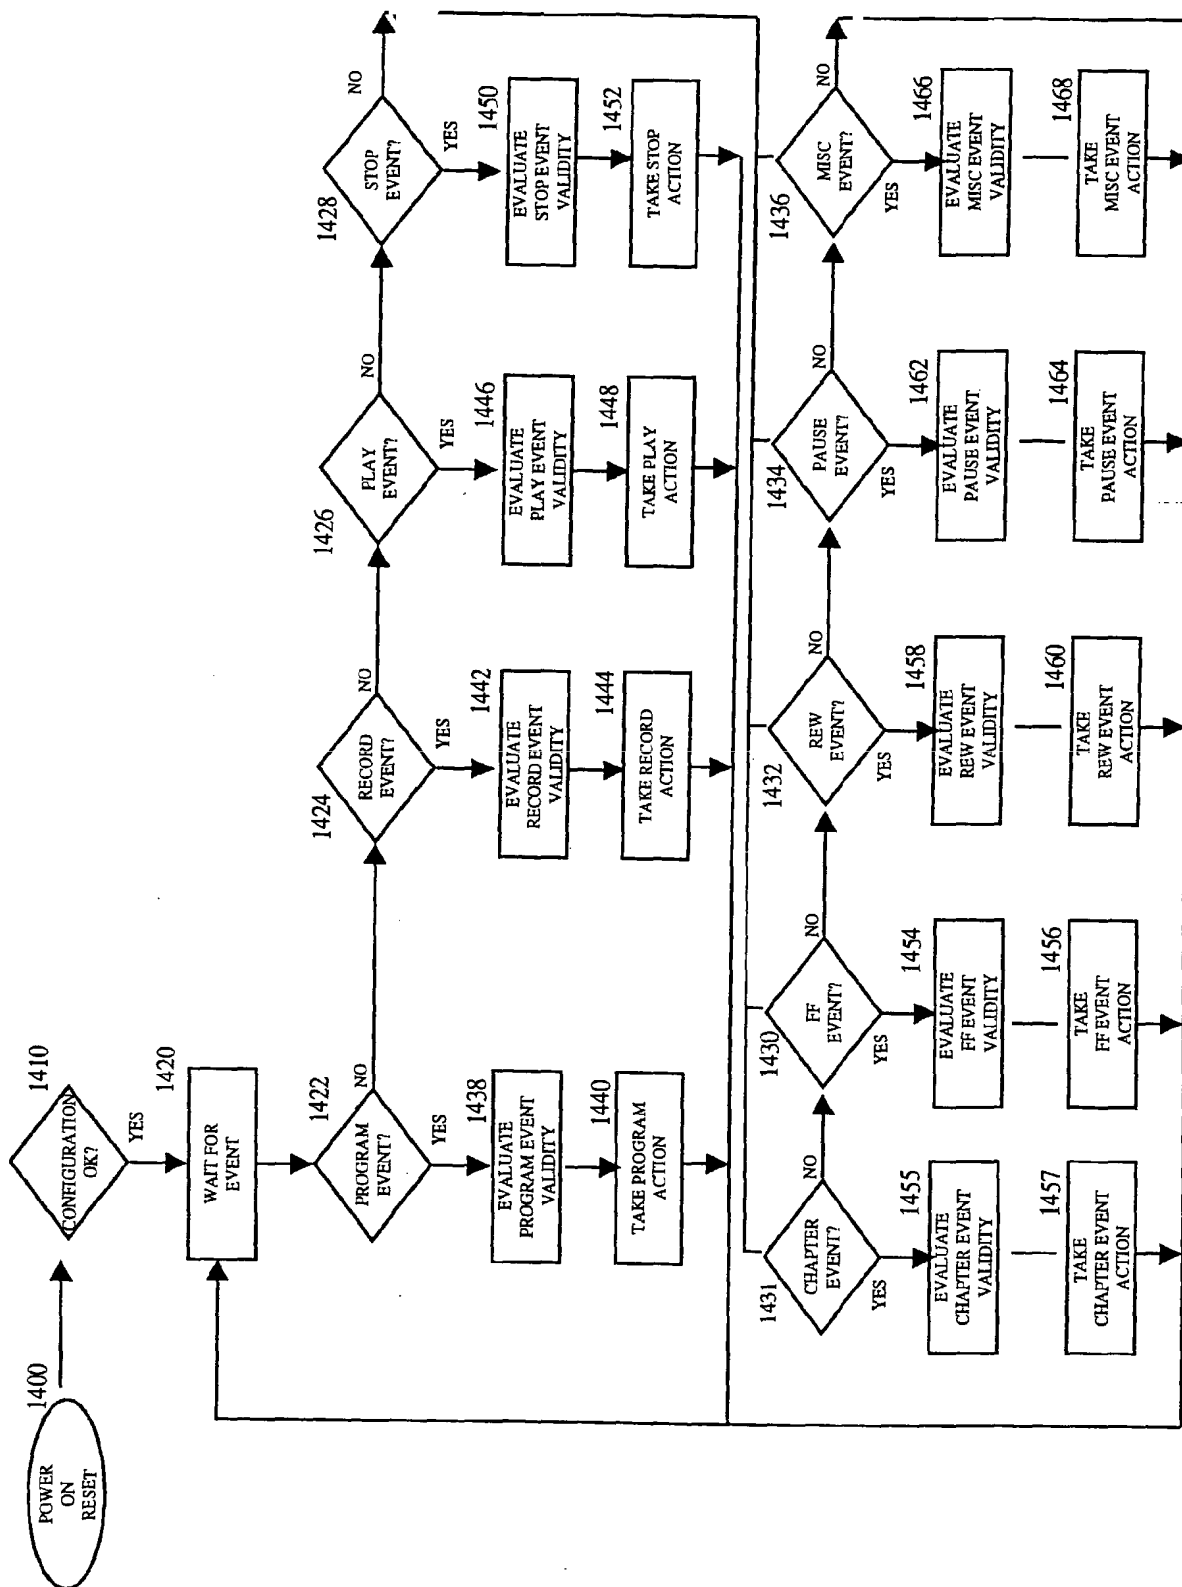 1400
POWER
ON
RESET
1410
CONFIGURATION
OK?
YES
1420
WAIT FOR
EVENT
1422
PROGRAM
EVENT?
NO
YES
1424
RECORD
EVENT?
NO
YES
1426
PLAY
EVENT?
NO
YES
1428
STOP
EVENT?
NO
YES
1438
EVALUATE
PROGRAM EVENT
VALIDITY
1442
EVALUATE
RECORD EVENT
VALIDITY
1446
EVALUATE
PLAY EVENT
VALIDITY
1450
EVALUATE
STOP EVENT
VALIDITY
1440
TAKE PROGRAM
ACTION
1444
TAKE RECORD
ACTION
1448
TAKE PLAY
ACTION
1452
TAKE STOP
ACTION
1431
CHAPTER
EVENT?
NO
YES
1430
FF
EVENT?
NO
YES
1432
REW
EVENT?
NO
YES
1434
PAUSE
EVENT?
NO
YES
1436
MISC
EVENT?
NO
YES
1455
EVALUATE
CHAPTER EVENT
VALIDITY
1454
EVALUATE
FF EVENT
VALIDITY
1458
EVALUATE
REW EVENT
VALIDITY
1462
EVALUATE
PAUSE EVENT
VALIDITY
1466
EVALUATE
MISC EVENT
VALIDITY
1457
TAKE
CHAPTER EVENT
ACTION
1456
TAKE
FF EVENT
ACTION
1460
TAKE
REW EVENT
ACTION
1464
TAKE
PAUSE EVENT
ACTION
1468
TAKE
MISC EVENT
ACTION